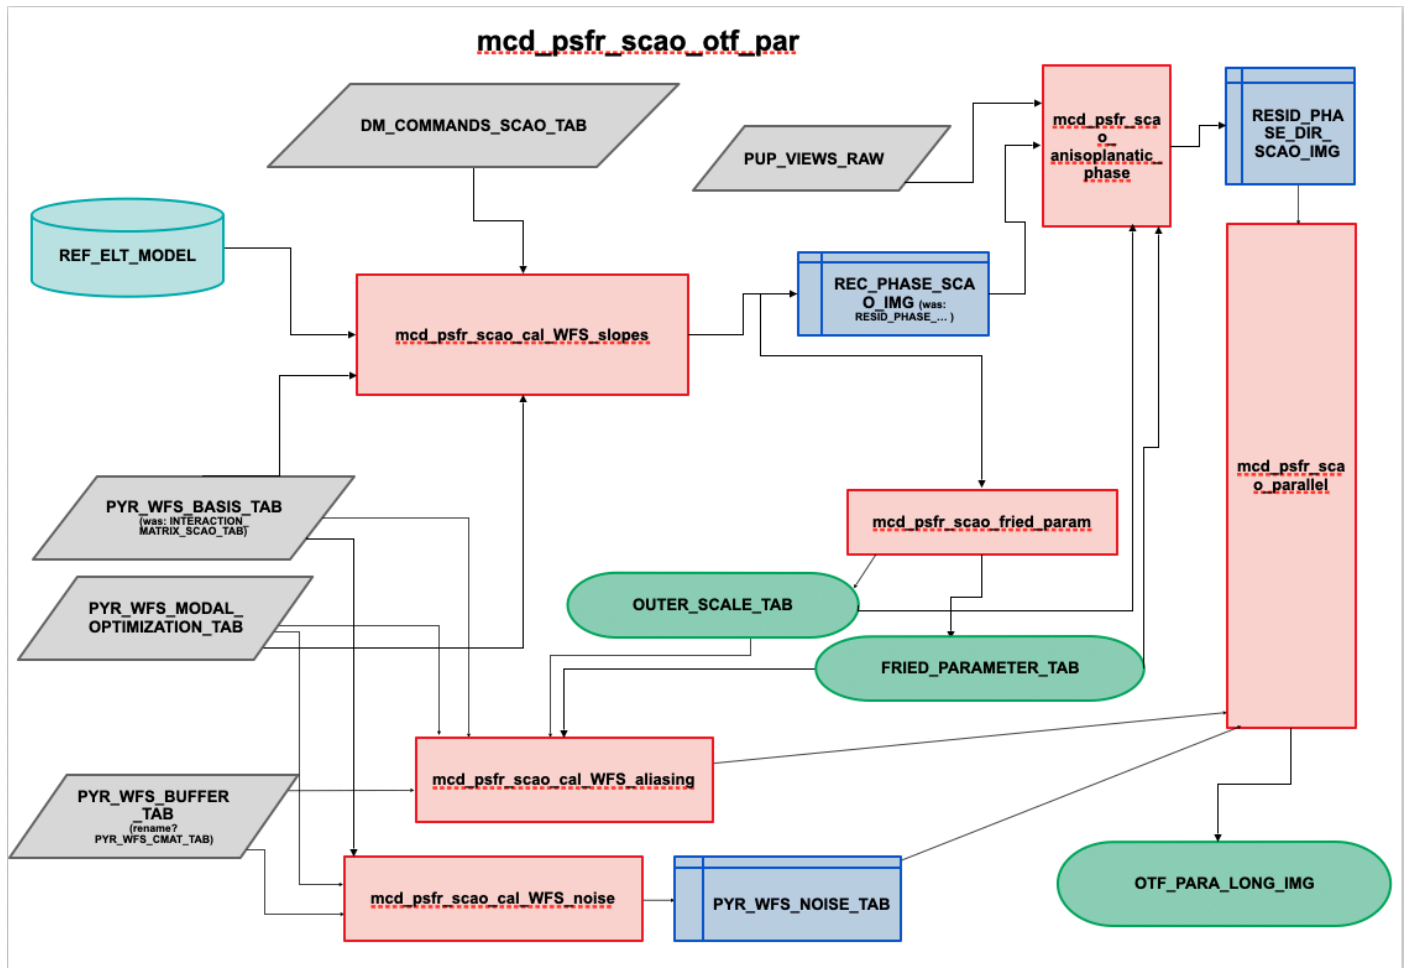 mcd_psfr_scao_otf_par
DM_COMMANDS_SCAO_TAB
PUP_VIEWS_RAW
mcd_psfr_sca
o_
anisoplanatic_
phase
RESID_PHA
SE_DIR_
SCAO_IMG
REF_ELT_MODEL
mcd_psfr_scao_cal_WFS_slopes
REC_PHASE_SCA
O_IMG (was:
RESID_PHASE_... )
mcd_psfr_sca
o_parallel
PYR_WFS_BASIS_TAB
(was: INTERACTION_
MATRIX_SCAO_TAB)
mcd_psfr_scao_fried_param
PYR_WFS_MODAL_
OPTIMIZATION_TAB
OUTER_SCALE_TAB
FRIED_PARAMETER_TAB
mcd_psfr_scao_cal_WFS_aliasing
PYR_WFS_BUFFER
_TAB
(rename?
PYR_WFS_CMAT_TAB)
mcd_psfr_scao_cal_WFS_noise
PYR_WFS_NOISE_TAB
OTF_PARA_LONG_IMG